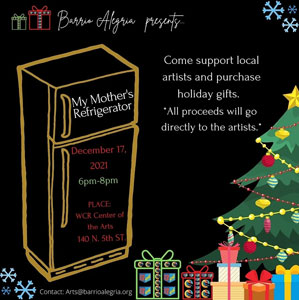 Barrio Alegria presents...
Come support local
artists and purchase
holiday gifts.
*All proceeds will go
directly to the artists.*
My Mother's
Refrigerator
December 17,
2021
6pm-8pm
PLACE:
WCR Center of
the Arts
140 N. 5th ST.
Contact: Arts@barrioalegria.org